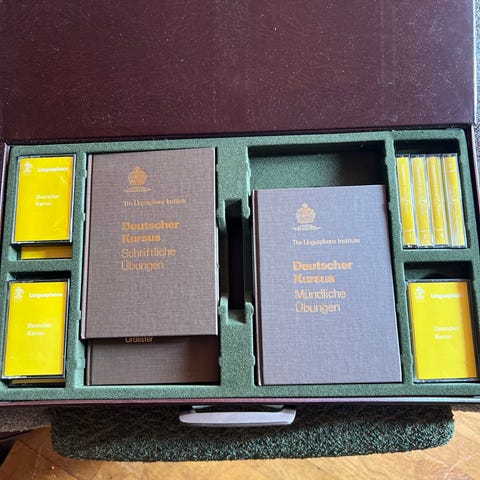 Linguaphone
Deutscher
Kursus
Linguaphone
Deutscher
Kursus
The Linguaphone Institute
Deutscher
Kursus
Schriftliche
Übungen
Ordlister
The Linguaphone Institute
Deutscher
Kursus
Mündliche
Übungen
Linguaphone
Deutscher
Kursus